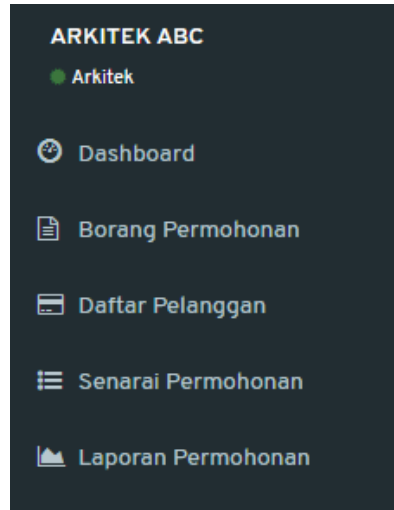 ARKITEK ABC
Arkitek
Dashboard
Borang Permohonan
Daftar Pelanggan
Senarai Permohonan
Laporan Permohonan